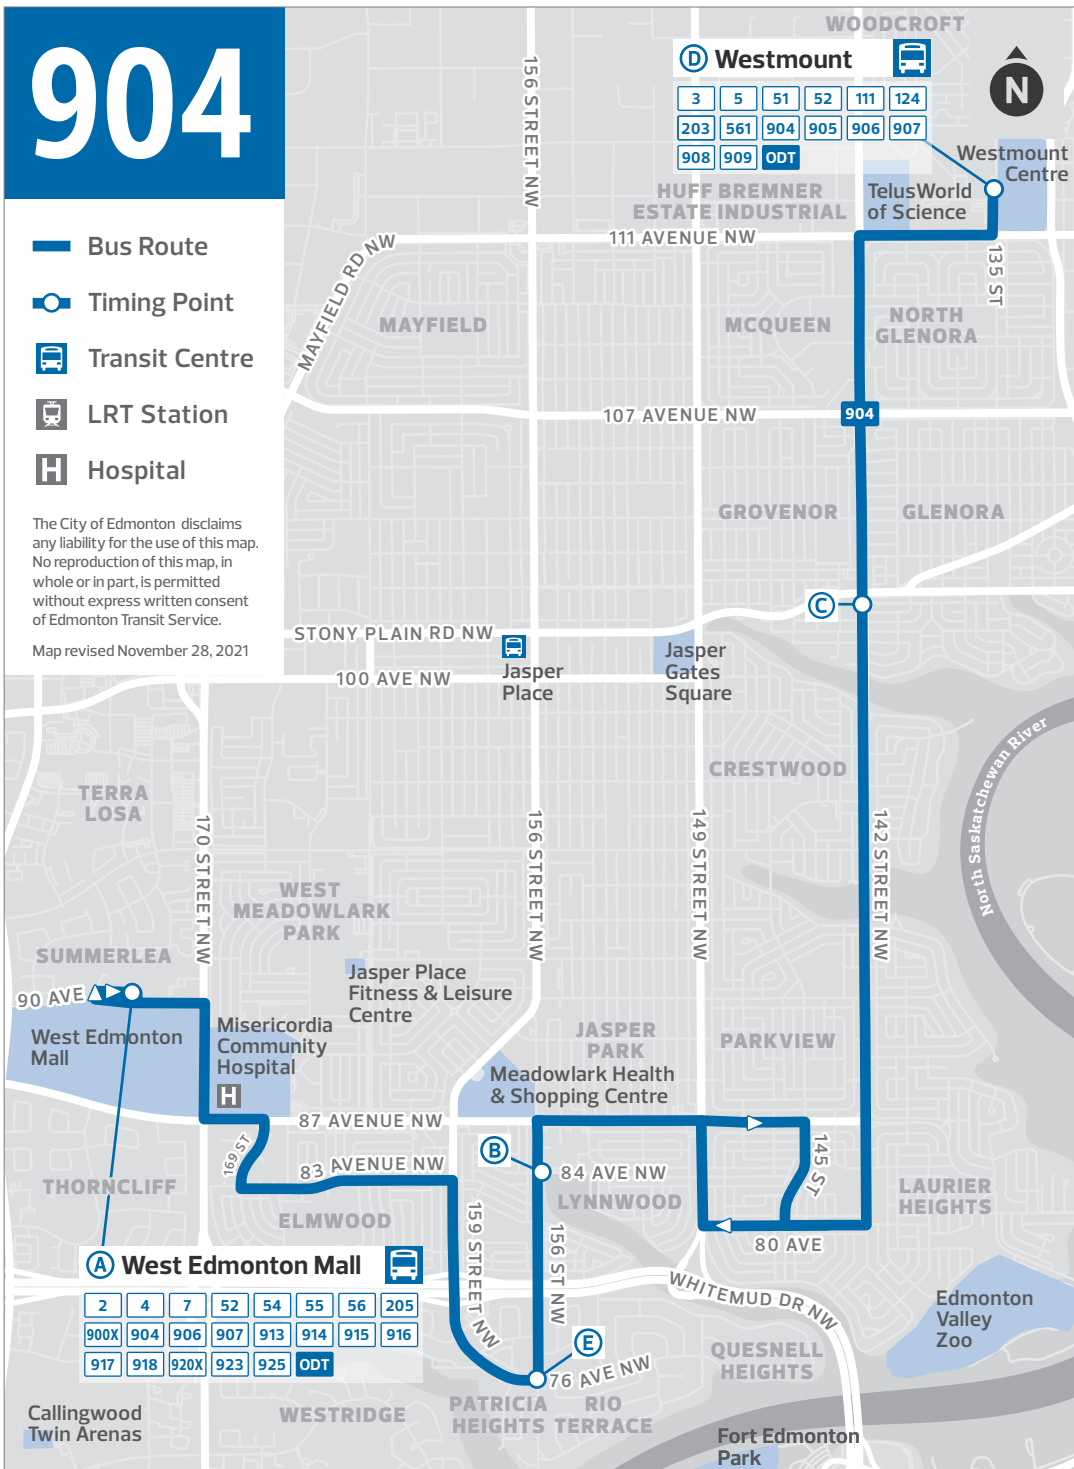 904
Bus Route
Timing Point
Transit Centre
LRT Station
H Hospital
The City of Edmonton disclaims
any liability for the use of this map.
No reproduction of this map, in
whole or in part, is permitted
without express written consent
of Edmonton Transit Service.
Map revised November 28, 2021
WOODCROFT
D Westmount
3 5 51 52 111 124
203 561 904 905 906 907
908 909 ODT
N
Westmount
Centre
TelusWorld
of Science
HUFF BREMNER
ESTATE INDUSTRIAL
156 STREET NW
111 AVENUE NW
135 ST
MAYFIELD RD NW
MAYFIELD
MCQUEEN
NORTH
GLENORA
107 AVENUE NW
904
GROVENOR
GLENORA
C
STONY PLAIN RD NW
Jasper
Place
Jasper
Gates
Square
100 AVE NW
North Saskatchewan River
CRESTWOOD
TERRA
LOSA
170 STREET NW
156 STREET NW
149 STREET NW
142 STREET NW
WEST
MEADOWLARK
PARK
SUMMERLEA
Jasper Place
Fitness & Leisure
Centre
90 AVE
West Edmonton
Mall
Misericordia
Community
Hospital
H
JASPER
PARK
PARKVIEW
Meadowlark Health
& Shopping Centre
87 AVENUE NW
169 ST
83 AVENUE NW
B
84 AVE NW
145 ST
THORNCLIFF
LYNNWOOD
LAURIER
HEIGHTS
ELMWOOD
159 STREET NW
156 ST NW
80 AVE
A West Edmonton Mall
2 4 7 52 54 55 56 205
900X 904 906 907 913 914 915 916
917 918 920X 923 925 ODT
WHITEMUD DR NW
Edmonton
Valley
Zoo
E
76 AVE NW
QUESNELL
HEIGHTS
WESTRIDGE
PATRICIA
HEIGHTS
RIO
TERRACE
Callingwood
Twin Arenas
Fort Edmonton
Park